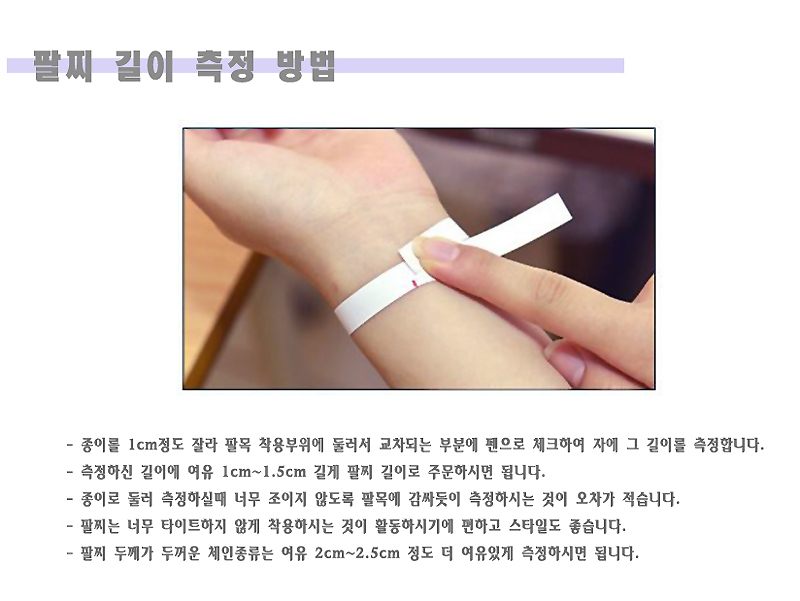 팔찌 길이 측정 방법
- 종이를 1cm정도 잘라 팔목 착용부위에 둘러서 교차되는 부분에 펜으로 체크하여 자에 그 길이를 측정합니다.
- 측정하신 길이에 여유 1cm~1.5cm 길게 팔찌 길이로 주문하시면 됩니다.
- 종이로 둘러 측정하실때 너무 조이지 않도록 팔목에 감싸듯이 측정하시는 것이 오차가 적습니다.
- 팔찌는 너무 타이트하지 않게 착용하시는 것이 활동하시기에 편하고 스타일도 좋습니다.
- 팔찌 두께가 두꺼운 체인종류는 여유 2cm~2.5cm 정도 더 여유있게 측정하시면 됩니다.